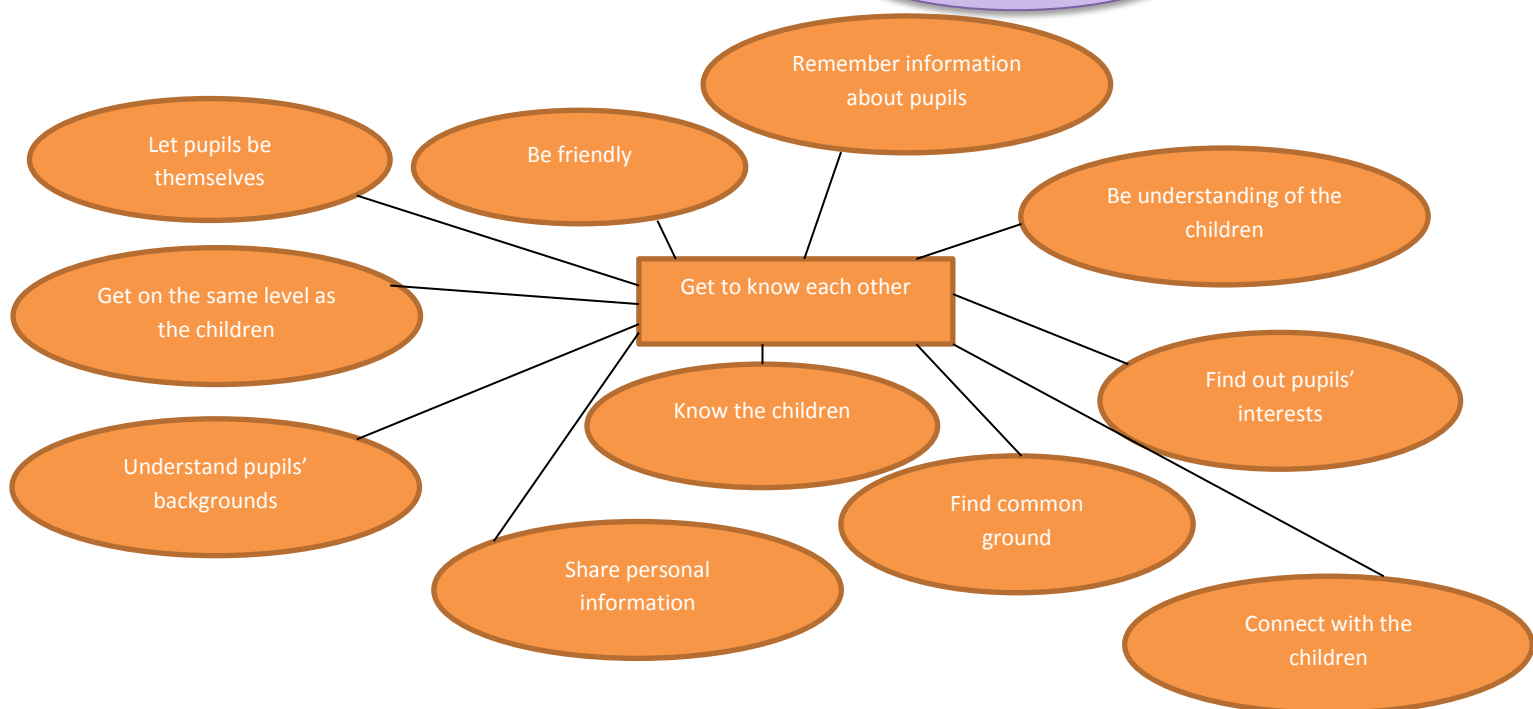 Remember information
about pupils
Let pupils be
themselves
Be friendly
Be understanding of the
children
Get to know each other
Get on the same level as
the children
Find out pupils’
interests
Know the children
Understand pupils’
backgrounds
Find common
ground
Share personal
information
Connect with the
children